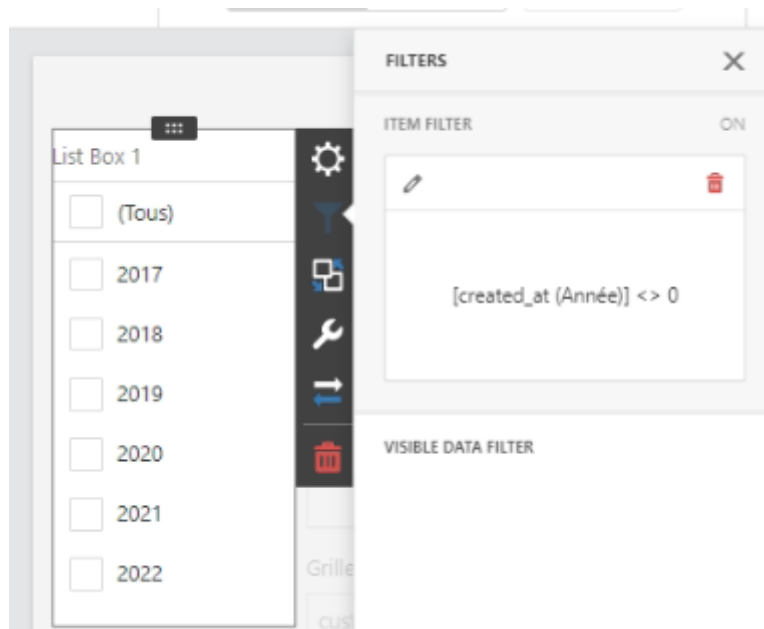 FILTERS
ITEM FILTER
ON
[created_at (Année)] <> 0
VISIBLE DATA FILTER
List Box 1
(Tous)
2017
2018
2019
2020
2021
2022
Grille
cust